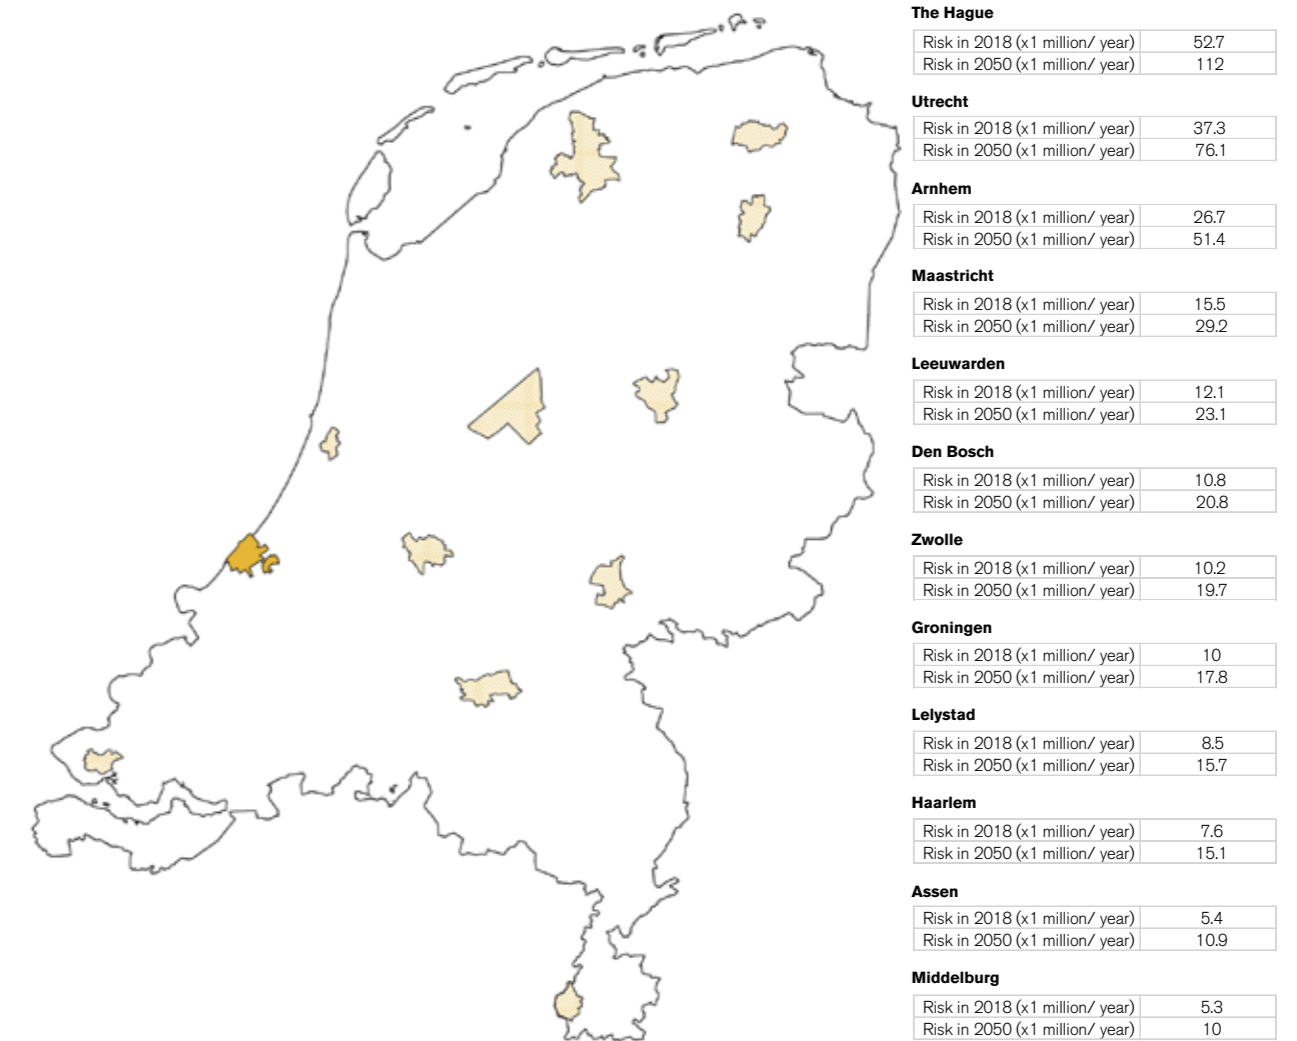 The Hague
Risk in 2018 (x1 million/ year) 52.7
Risk in 2050 (x1 million/ year) 112
Utrecht
Risk in 2018 (x1 million/ year) 37.3
Risk in 2050 (x1 million/ year) 76.1
Arnhem
Risk in 2018 (x1 million/ year) 26.7
Risk in 2050 (x1 million/ year) 51.4
Maastricht
Risk in 2018 (x1 million/ year) 15.5
Risk in 2050 (x1 million/ year) 29.2
Leeuwarden
Risk in 2018 (x1 million/ year) 12.1
Risk in 2050 (x1 million/ year) 23.1
Den Bosch
Risk in 2018 (x1 million/ year) 10.8
Risk in 2050 (x1 million/ year) 20.8
Zwolle
Risk in 2018 (x1 million/ year) 10.2
Risk in 2050 (x1 million/ year) 19.7
Groningen
Risk in 2018 (x1 million/ year) 10
Risk in 2050 (x1 million/ year) 17.8
Lelystad
Risk in 2018 (x1 million/ year) 8.5
Risk in 2050 (x1 million/ year) 15.7
Haarlem
Risk in 2018 (x1 million/ year) 7.6
Risk in 2050 (x1 million/ year) 15.1
Assen
Risk in 2018 (x1 million/ year) 5.4
Risk in 2050 (x1 million/ year) 10.9
Middelburg
Risk in 2018 (x1 million/ year) 5.3
Risk in 2050 (x1 million/ year) 10